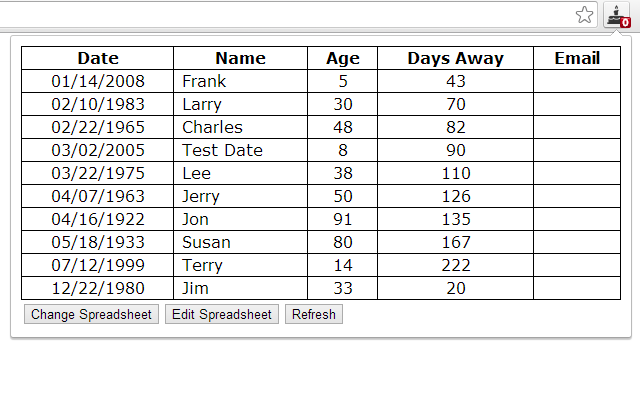 0
Date Name Age Days Away Email
01/14/2008 Frank 5 43
02/10/1983 Larry 30 70
02/22/1965 Charles 48 82
03/02/2005 Test Date 8 90
03/22/1975 Lee 38 110
04/07/1963 Jerry 50 126
04/16/1922 Jon 91 135
05/18/1933 Susan 80 167
07/12/1999 Terry 14 222
12/22/1980 Jim 33 20
Change Spreadsheet Edit Spreadsheet Refresh